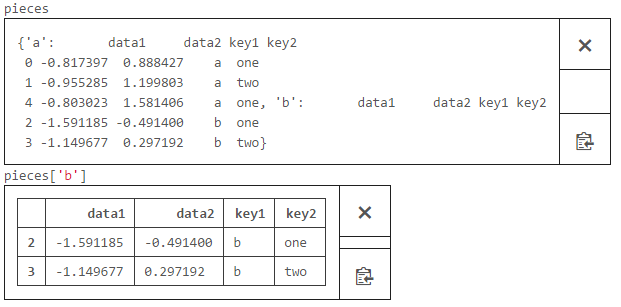 pieces
{'a':       data1     data2 key1 key2
 0 -0.817397  0.888427    a  one
 1 -0.955285  1.199803    a  two
 4 -0.803023  1.581406    a  one, 'b':       data1     data2 key1 key2
 2 -1.591185 -0.491400    b  one
 3 -1.149677  0.297192    b  two}
pieces['b']
data1 data2 key1 key2
2 -1.591185 -0.491400 b one
3 -1.149677 0.297192 b two